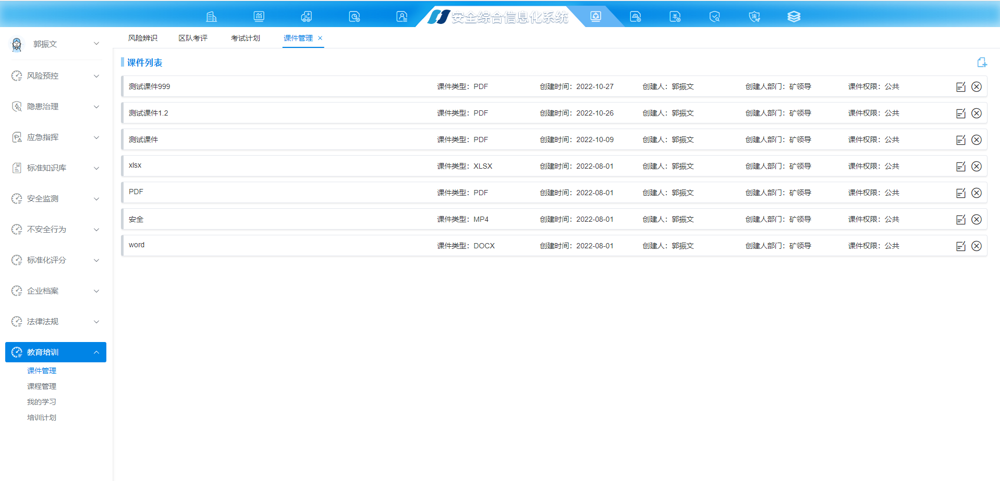 安全综合信息化系统
郭振文
风险预控
隐患治理
应急指挥
标准知识库
安全监测
不安全行为
标准化评分
企业档案
法律法规
教育培训
课件管理
课程管理
我的学习
培训计划
风险辨识 区队考评 考试计划 课件管理 ×
课件列表
测试课件999 课件类型：PDF 创建时间：2022-10-27 创建人：郭振文 创建人部门：矿领导 课件权限：公共
测试课件1.2 课件类型：PDF 创建时间：2022-10-26 创建人：郭振文 创建人部门：矿领导 课件权限：公共
测试课件 课件类型：PDF 创建时间：2022-10-09 创建人：郭振文 创建人部门：矿领导 课件权限：公共
xlsx 课件类型：XLSX 创建时间：2022-08-01 创建人：郭振文 创建人部门：矿领导 课件权限：公共
PDF 课件类型：PDF 创建时间：2022-08-01 创建人：郭振文 创建人部门：矿领导 课件权限：公共
安全 课件类型：MP4 创建时间：2022-08-01 创建人：郭振文 创建人部门：矿领导 课件权限：公共
word 课件类型：DOCX 创建时间：2022-08-01 创建人：郭振文 创建人部门：矿领导 课件权限：公共